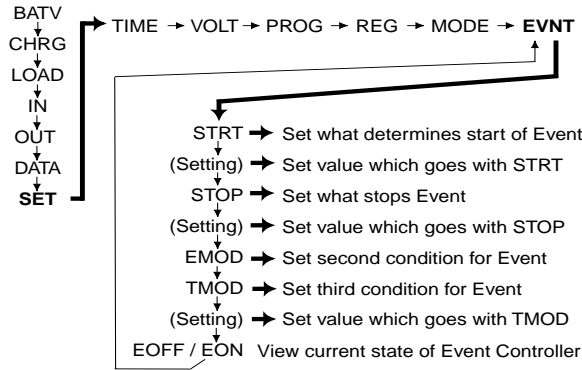 BATV
CHRG
LOAD
IN
OUT
DATA
SET
TIME → VOLT → PROG → REG → MODE → EVNT
STRT → Set what determines start of Event
(Setting) → Set value which goes with STRT
STOP → Set what stops Event
(Setting) → Set value which goes with STOP
EMOD → Set second condition for Event
TMOD → Set third condition for Event
(Setting) → Set value which goes with TMOD
EOFF / EON View current state of Event Controller